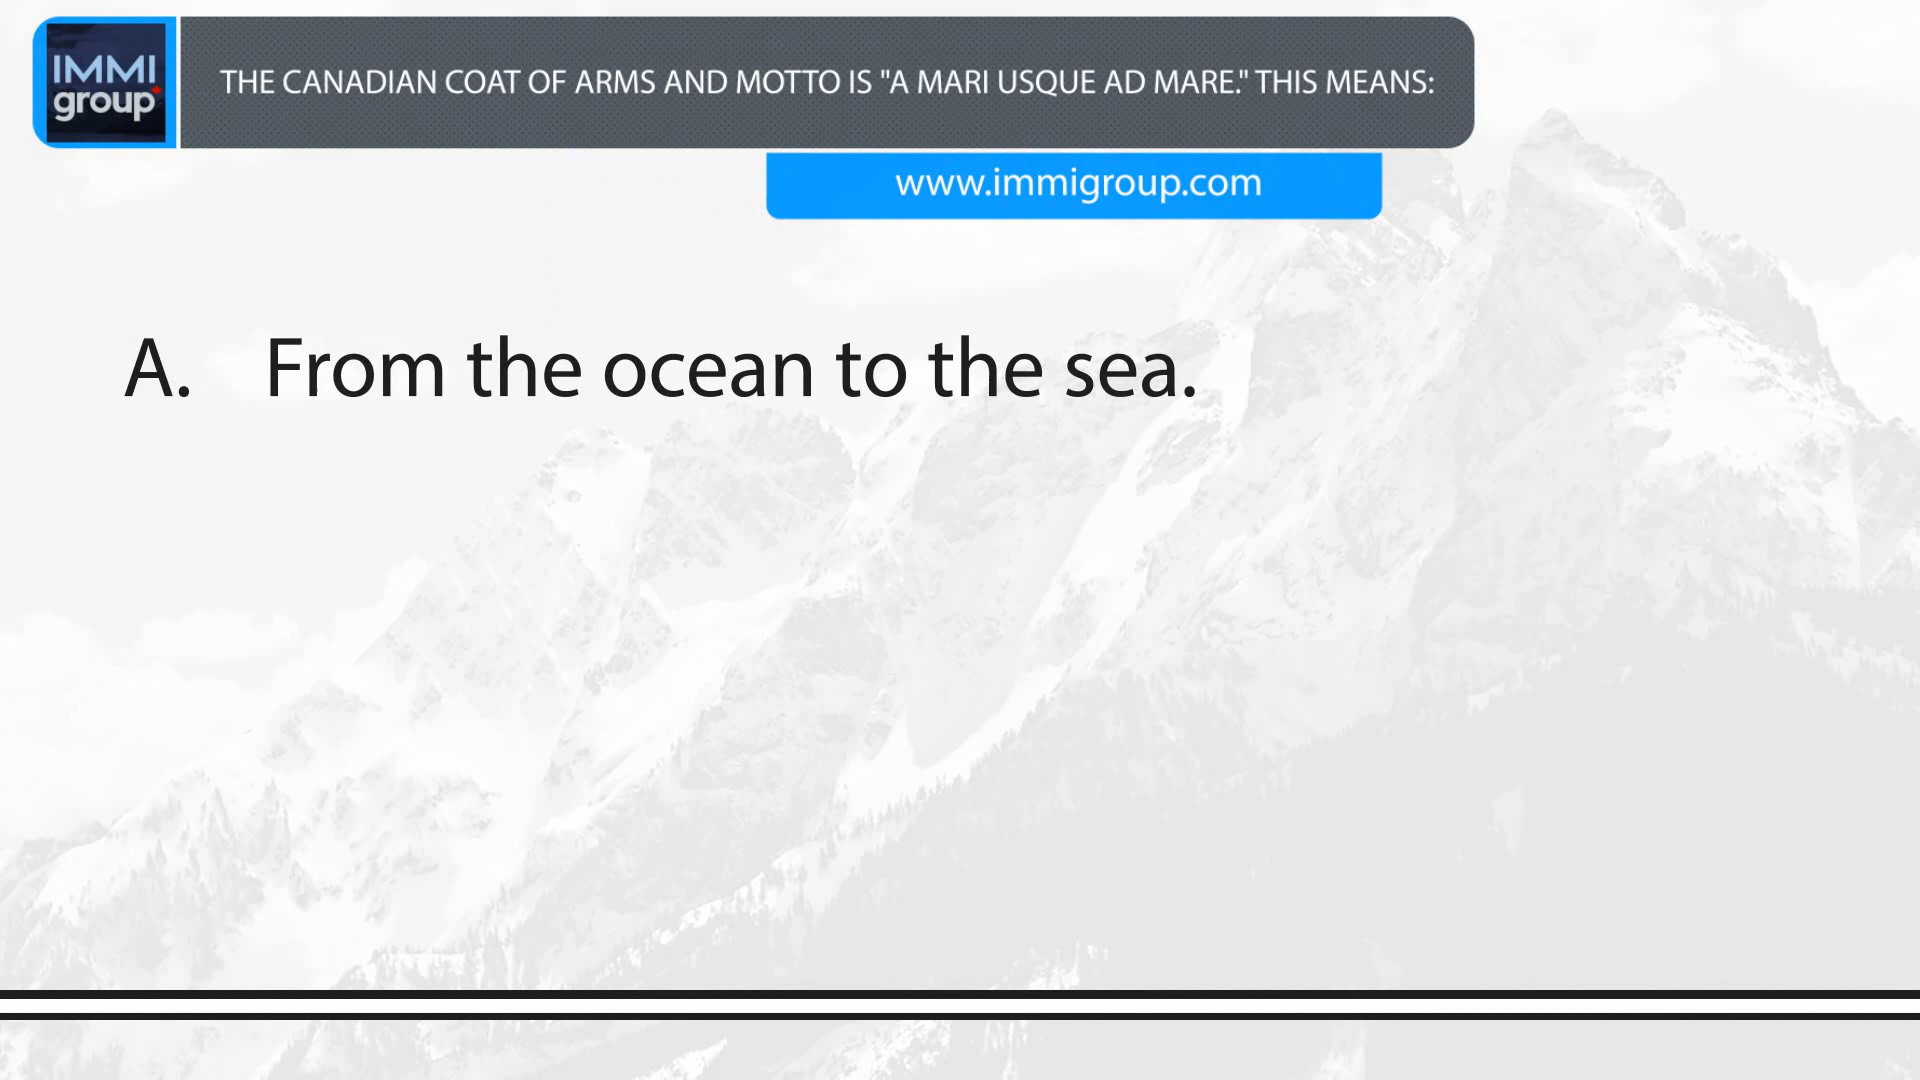 IMMI
group
THE CANADIAN COAT OF ARMS AND MOTTO IS "A MARI USQUE AD MARE." THIS MEANS:
www.immigroup.com
A. From the ocean to the sea.